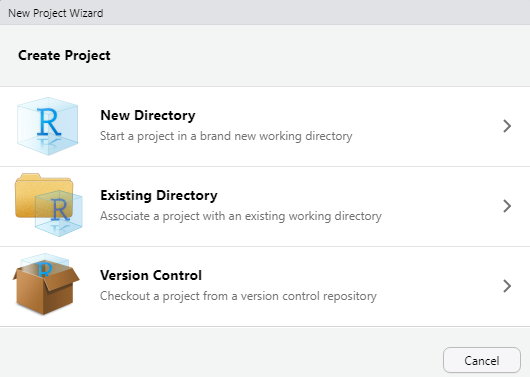 New Project Wizard
Create Project
New Directory
Start a project in a brand new working directory
Existing Directory
Associate a project with an existing working directory
Version Control
Checkout a project from a version control repository
Cancel